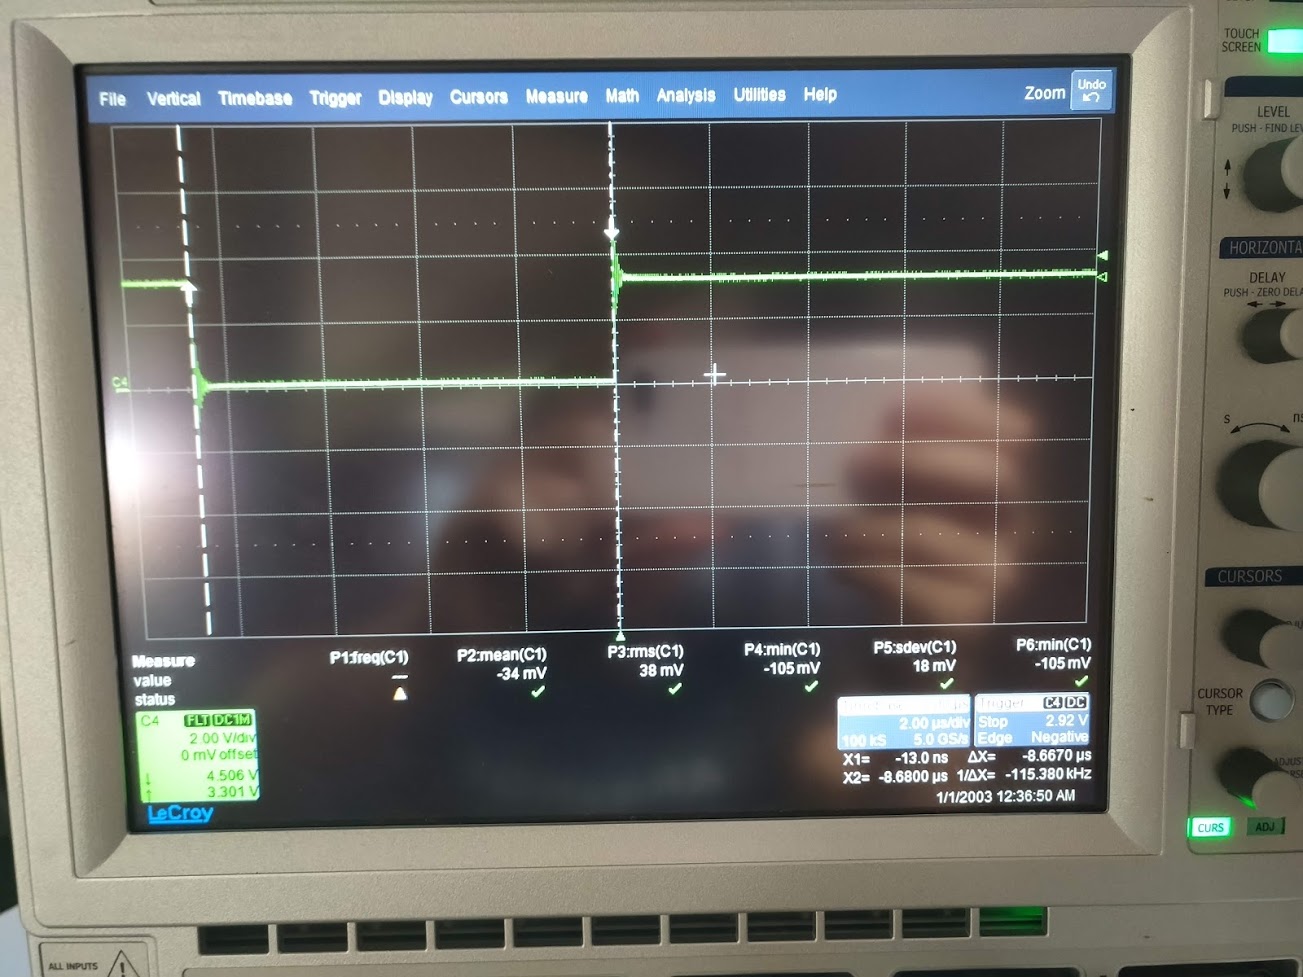 TOUCH
SCREEN
File Vertical Timebase Trigger Display Cursors Measure Math Analysis Utilities Help Zoom Undo
LEVEL
PUSH - FIND
HORIZONTA
DELAY
PUSH - ZERO
S
C4
CURSORS
Measure P1:freq(C1) P2:mean(C1) P3:rms(C1) P4:min(C1) P5:sdev(C1) P6:min(C1)
value --- -34 mV 38 mV -105 mV 18 mV -105 mV
status
CURSOR
TYPE
C4 FLT DC1M
2.00 V/div
0 mV offset
4.506 V
3.301 V
2.00 µs/div
100 kS 5.0 GS/s
Trigger C4 DC
Stop 2.92 V
Edge Negative
X1= -13.0 ns ΔX= -8.6670 µs
X2= -8.6800 µs 1/ΔX= -115.380 kHz
1/1/2003 12:36:50 AM
LeCroy
CURS ADJ
ALL INPUTS